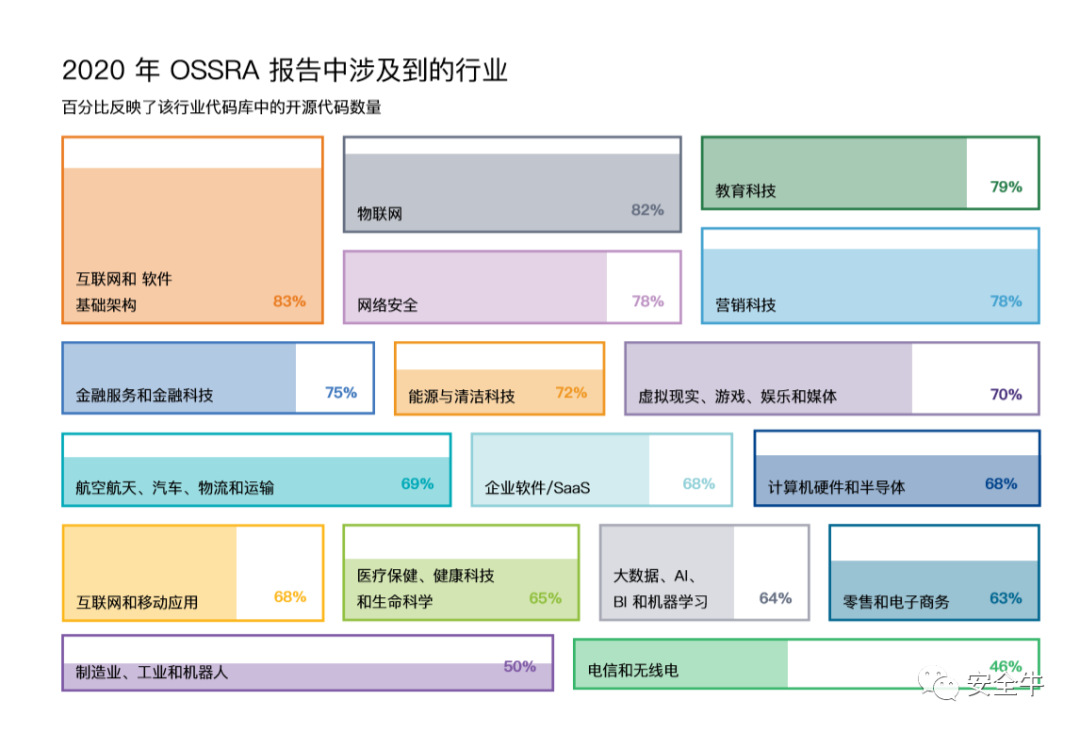 2020 年 OSSRA 报告中涉及到的行业
百分比反映了该行业代码库中的开源代码数量
互联网和 软件
基础架构
83%
物联网
82%
教育科技
79%
网络安全
78%
营销科技
78%
金融服务和金融科技
75%
能源与清洁科技
72%
虚拟现实、游戏、娱乐和媒体
70%
航空航天、汽车、物流和运输
69%
企业软件/SaaS
68%
计算机硬件和半导体
68%
互联网和移动应用
68%
医疗保健、健康科技
和生命科学
65%
大数据、AI、
BI 和机器学习
64%
零售和电子商务
63%
制造业、工业和机器人
50%
电信和无线电
46%
安全牛